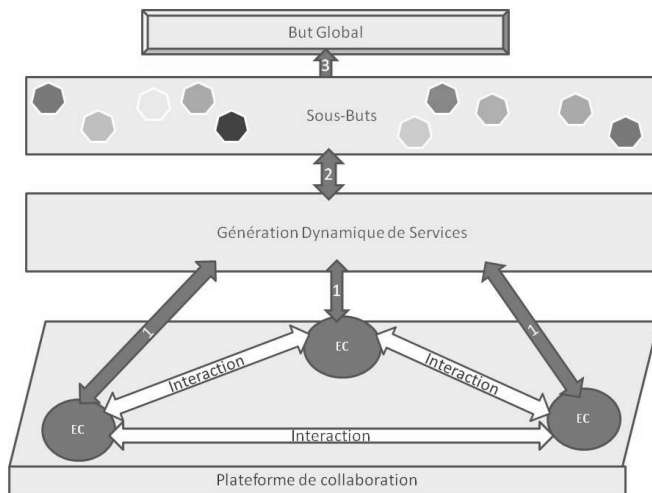 But Global
3
Sous-Buts
2
Génération Dynamique de Services
1
1
1
EC
Interaction
Interaction
EC
EC
Interaction
Plateforme de collaboration